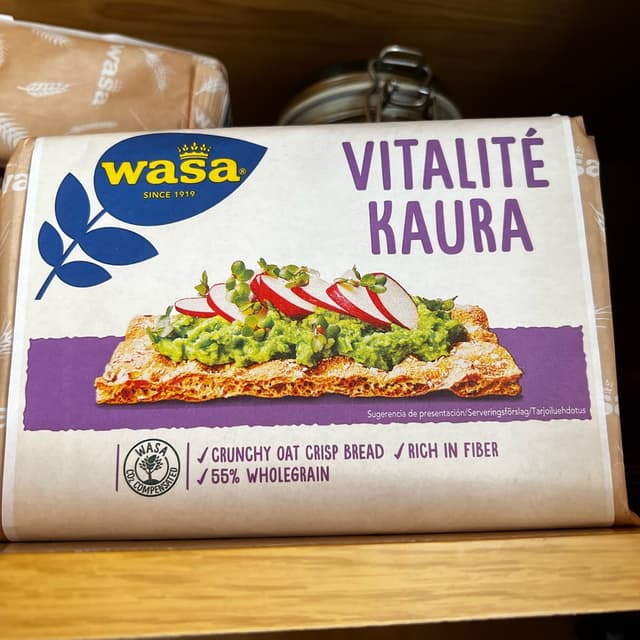 wasa
wasa®
SINCE 1919
VITALITÉ
KAURA
Sugerencia de presentación/Serveringsförslag/Tarjoiluehdotus
WASA
CO₂ COMPENSATED
✓CRUNCHY OAT CRISP BREAD ✓RICH IN FIBER
✓55% WHOLEGRAIN